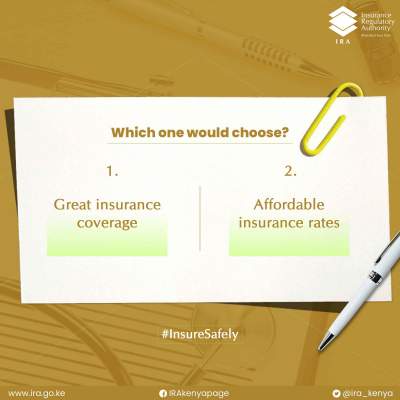 Insurance
Regulatory
Authority
IRA
Which one would choose?
1.
2.
Great insurance
coverage
Affordable
insurance rates
#InsureSafely
www.ira.go.ke
IRAkenyapage
@ira_kenya